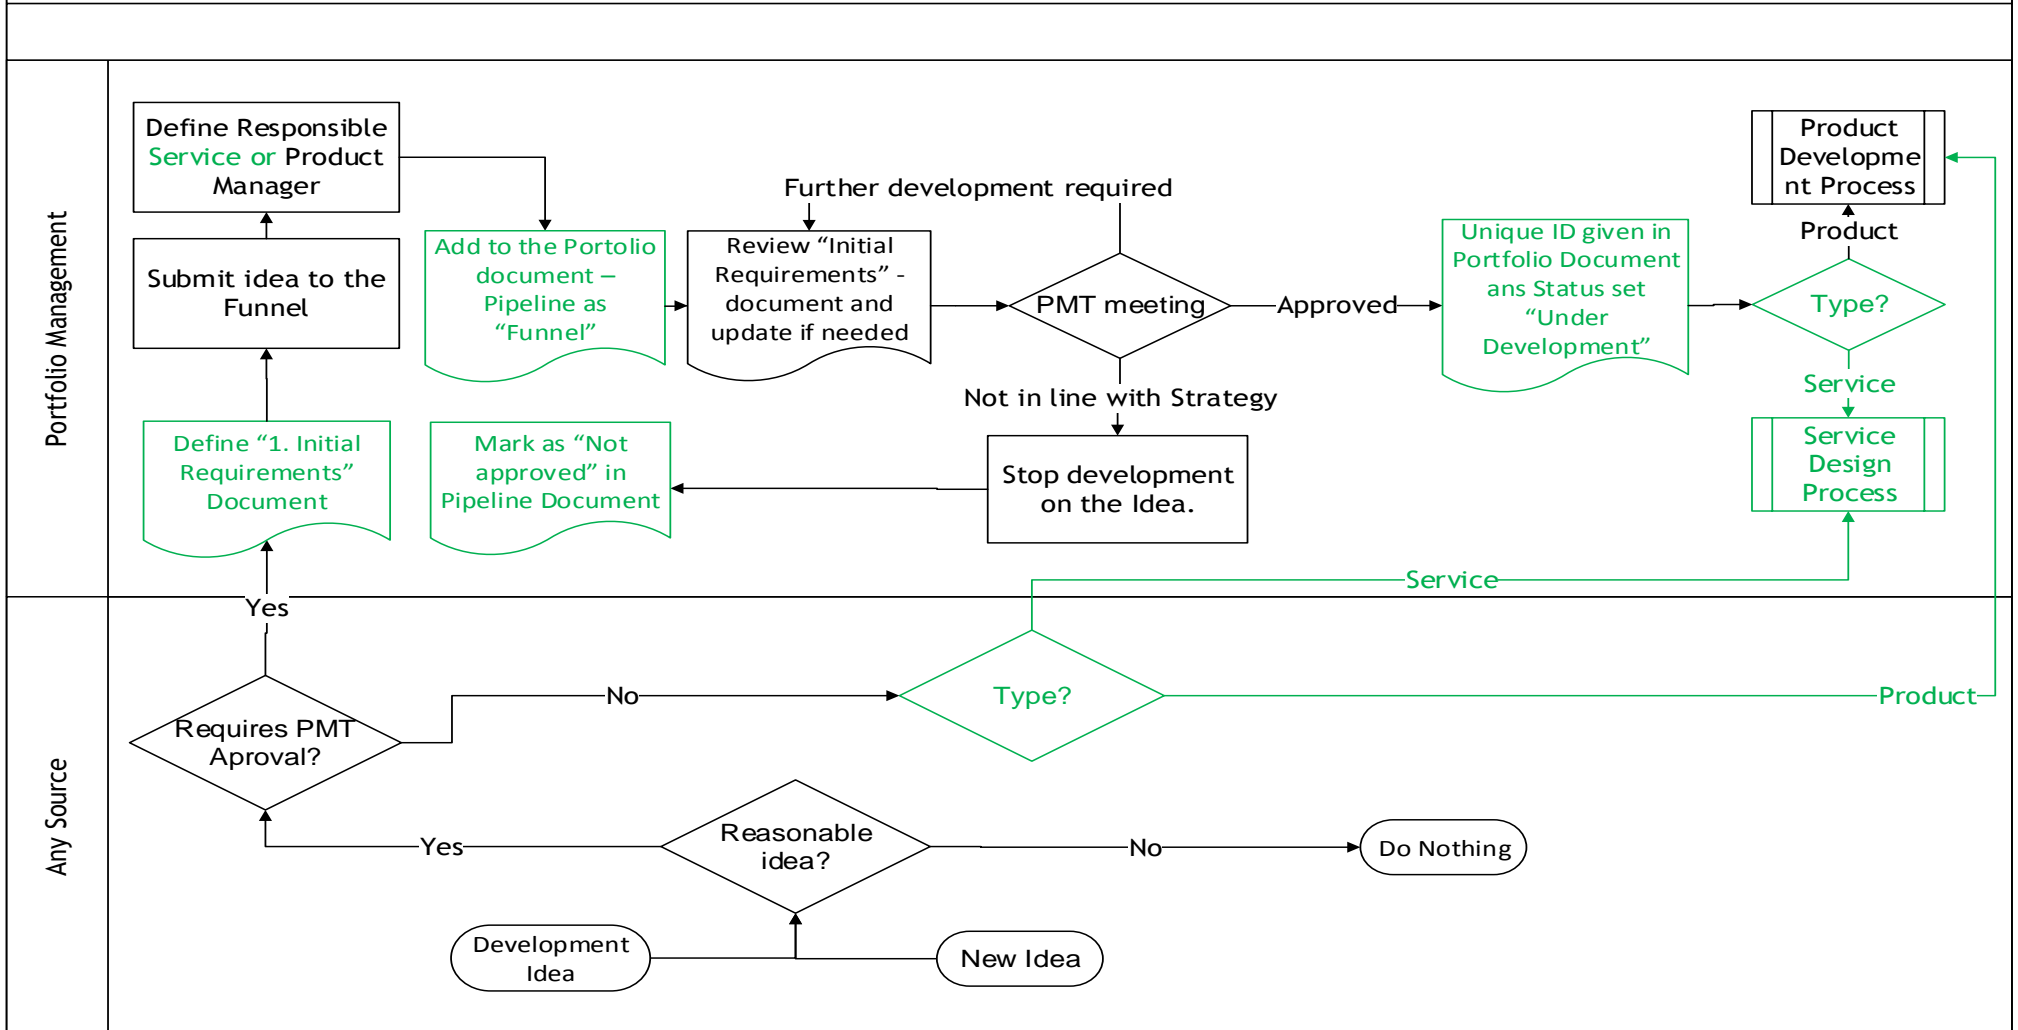 Portfolio Management
Define Responsible
Service or Product
Manager
Submit idea to the
Funnel
Define “1. Initial
Requirements”
Document
Add to the Portolio
document –
Pipeline as
“Funnel”
Further development required
Review “Initial
Requirements” -
document and
update if needed
PMT meeting
Approved
Unique ID given in
Portfolio Document
ans Status set
“Under
Development”
Type?
Product
Product
Developme
nt Process
Service
Service
Design
Process
Not in line with Strategy
Stop development
on the Idea.
Mark as “Not
approved” in
Pipeline Document
Service
Any Source
Yes
Requires PMT
Aproval?
No
Type?
Product
Yes
Reasonable
idea?
No
Do Nothing
Development
Idea
New Idea